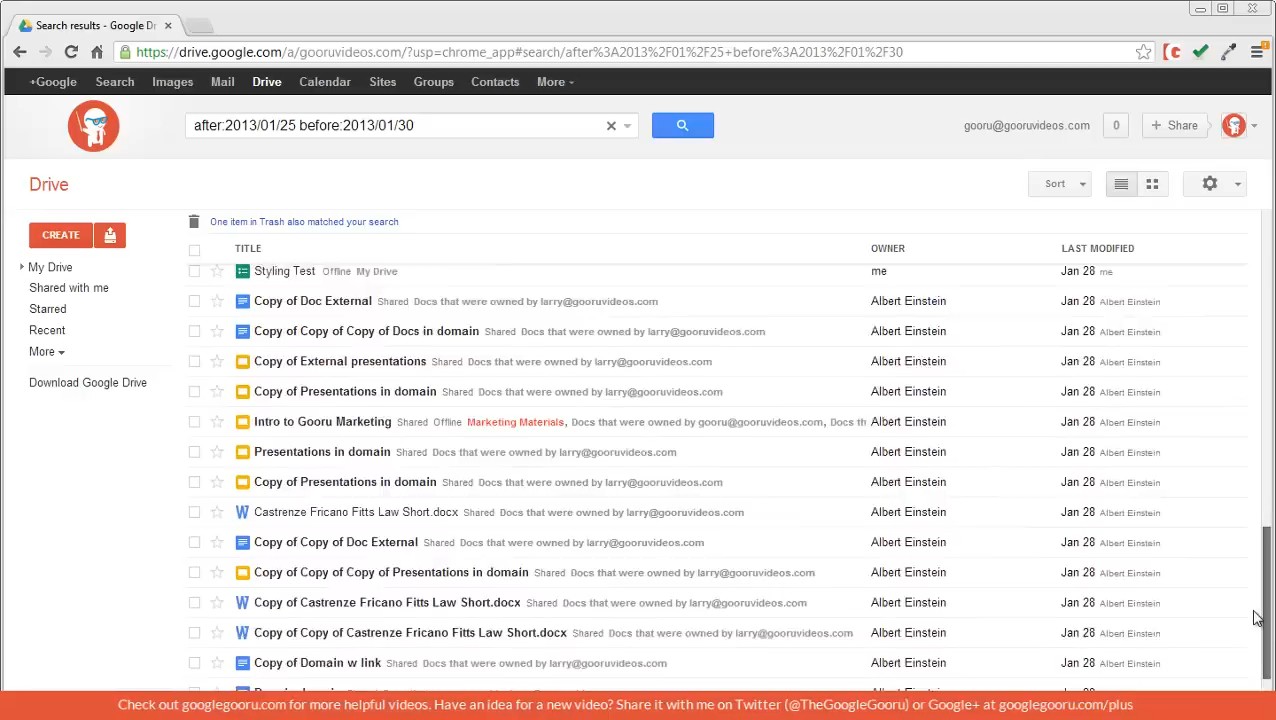 Search results - Google Dr
https://drive.google.com/a/gooruvideos.com/?usp=chrome_app#search/after%3A2013%2F01%2F25+before%3A2013%2F01%2F30
+Google Search Images Mail Drive Calendar Sites Groups Contacts More
after:2013/01/25 before:2013/01/30
gooru@gooruvideos.com 0 + Share
Drive
Sort
One item in Trash also matched your search
CREATE
TITLE OWNER LAST MODIFIED
My Drive
Shared with me
Starred
Recent
More
Download Google Drive
Styling Test Offline My Drive me Jan 28 me
Copy of Doc External Shared Docs that were owned by larry@gooruvideos.com Albert Einstein Jan 28 Albert Einstein
Copy of Copy of Copy of Docs in domain Shared Docs that were owned by larry@gooruvideos.com Albert Einstein Jan 28 Albert Einstein
Copy of External presentations Shared Docs that were owned by larry@gooruvideos.com Albert Einstein Jan 28 Albert Einstein
Copy of Presentations in domain Shared Docs that were owned by larry@gooruvideos.com Albert Einstein Jan 28 Albert Einstein
Intro to Gooru Marketing Shared Offline Marketing Materials, Docs that were owned by gooru@gooruvideos.com, Docs th Albert Einstein Jan 28 Albert Einstein
Presentations in domain Shared Docs that were owned by larry@gooruvideos.com Albert Einstein Jan 28 Albert Einstein
Copy of Presentations in domain Shared Docs that were owned by larry@gooruvideos.com Albert Einstein Jan 28 Albert Einstein
Castrenze Fricano Fitts Law Short.docx Shared Docs that were owned by larry@gooruvideos.com Albert Einstein Jan 28 Albert Einstein
Copy of Copy of Doc External Shared Docs that were owned by larry@gooruvideos.com Albert Einstein Jan 28 Albert Einstein
Copy of Copy of Copy of Presentations in domain Shared Docs that were owned by larry@gooruvideos.com Albert Einstein Jan 28 Albert Einstein
Copy of Castrenze Fricano Fitts Law Short.docx Shared Docs that were owned by larry@gooruvideos.com Albert Einstein Jan 28 Albert Einstein
Copy of Copy of Castrenze Fricano Fitts Law Short.docx Shared Docs that were owned by larry@gooruvideos.com Albert Einstein Jan 28 Albert Einstein
Copy of Domain w link Shared Docs that were owned by larry@gooruvideos.com Albert Einstein Jan 28 Albert Einstein
Check out googlegooru.com for more helpful videos. Have an idea for a new video? Share it with me on Twitter (@TheGoogleGooru) or Google+ at googlegooru.com/plus